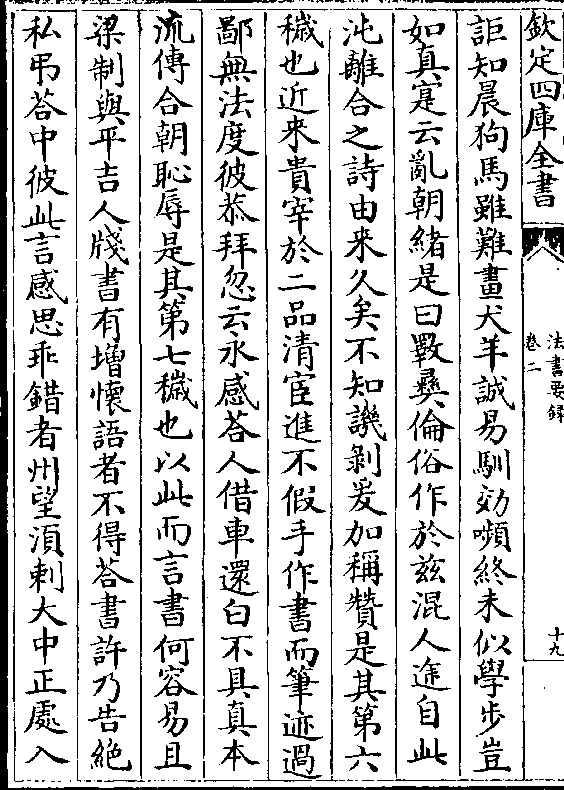 欽定四庫全書
法書要錄
卷二
十九
詎知晨狗馬雖難畫犬羊誠易馴効嚬終未似學步豈
如真寔云亂朝緒是曰斁彝倫俗作於兹混人途自此
沌離合之詩由來久矣不知譏剝爰加稱贊是其第六
穢也近來貴宰於二品清宦進不假手作書而筆迹過
鄙無法度彼恭拜忽云永感荅人借車還白不具真本
流傳合朝恥辱是其第七穢也以此而言書何容易且
梁制與平吉人牋書有增懷語者不得荅書許乃告絶
私弔荅中彼此言感思乖錯者州望湏刺大中正處入